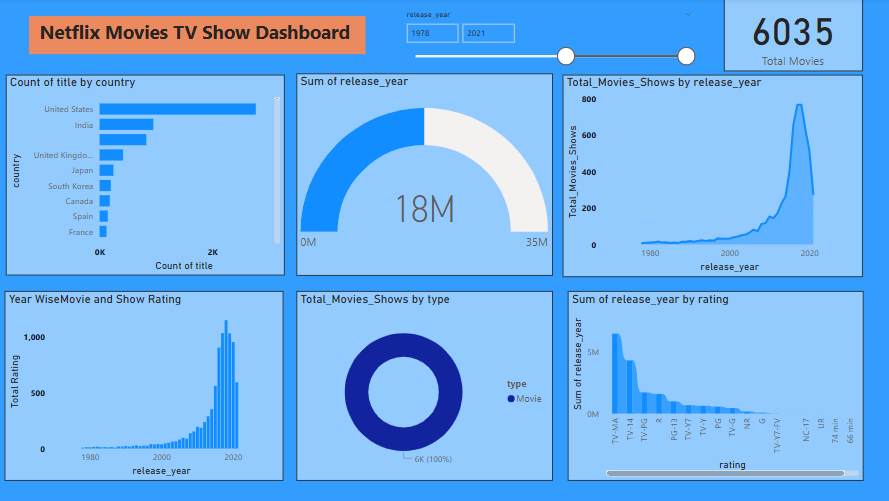 Netflix Movies TV Show Dashboard
release_year
1978
2021
6035
Total Movies
Count of title by country
country
United States
India
United Kingdo...
Japan
South Korea
Canada
Spain
France
0K
2K
Count of title
Sum of release_year
18M
0M
35M
Total_Movies_Shows by release_year
Total_Movies_Shows
800
600
400
200
0
1980
2000
2020
release_year
Year WiseMovie and Show Rating
Total Rating
1,000
500
0
1980
2000
2020
release_year
Total_Movies_Shows by type
type
Movie
6K (100%)
Sum of release_year by rating
Sum of release_year
5M
0M
TV-MA
TV-14
TV-PG
R
PG-13
TV-Y7
TV-Y
PG
TV-G
NR
G
TV-Y7-FV
NC-17
UR
74 min
66 min
rating